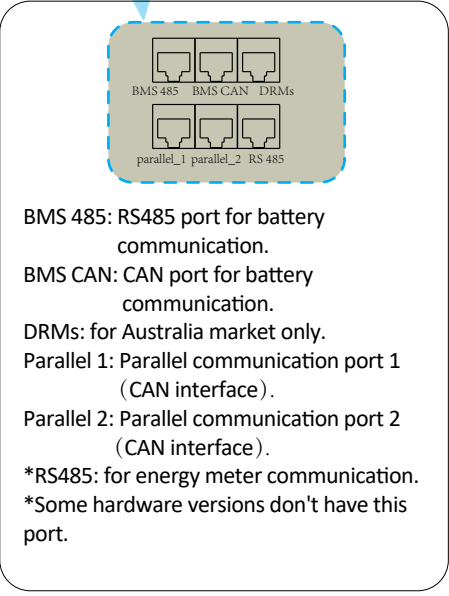 BMS 485 BMS CAN DRMs
parallel_1 parallel_2 RS 485
BMS 485: RS485 port for battery
communication.
BMS CAN: CAN port for battery
communication.
DRMs: for Australia market only.
Parallel 1: Parallel communication port 1
（CAN interface）.
Parallel 2: Parallel communication port 2
（CAN interface）.
*RS485: for energy meter communication.
*Some hardware versions don't have this
port.